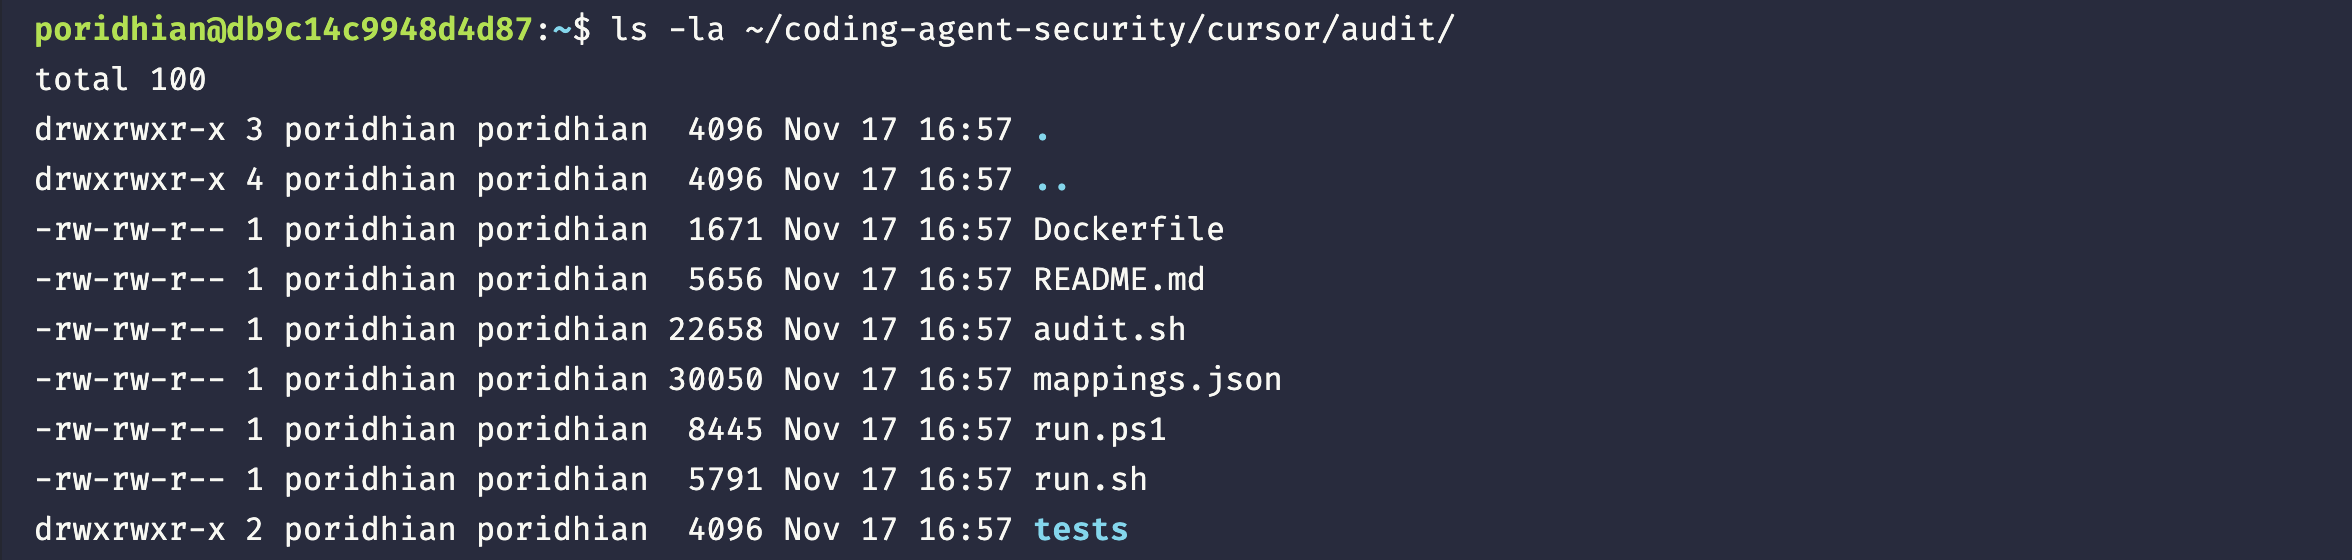 poridhian@db9c14c9948d4d87:~$ ls -la ~/coding-agent-security/cursor/audit/
total 100
drwxrwxr-x 3 poridhian poridhian  4096 Nov 17 16:57 .
drwxrwxr-x 4 poridhian poridhian  4096 Nov 17 16:57 ..
-rw-rw-r-- 1 poridhian poridhian  1671 Nov 17 16:57 Dockerfile
-rw-rw-r-- 1 poridhian poridhian  5656 Nov 17 16:57 README.md
-rw-rw-r-- 1 poridhian poridhian 22658 Nov 17 16:57 audit.sh
-rw-rw-r-- 1 poridhian poridhian 30050 Nov 17 16:57 mappings.json
-rw-rw-r-- 1 poridhian poridhian  8445 Nov 17 16:57 run.ps1
-rw-rw-r-- 1 poridhian poridhian  5791 Nov 17 16:57 run.sh
drwxrwxr-x 2 poridhian poridhian  4096 Nov 17 16:57 tests